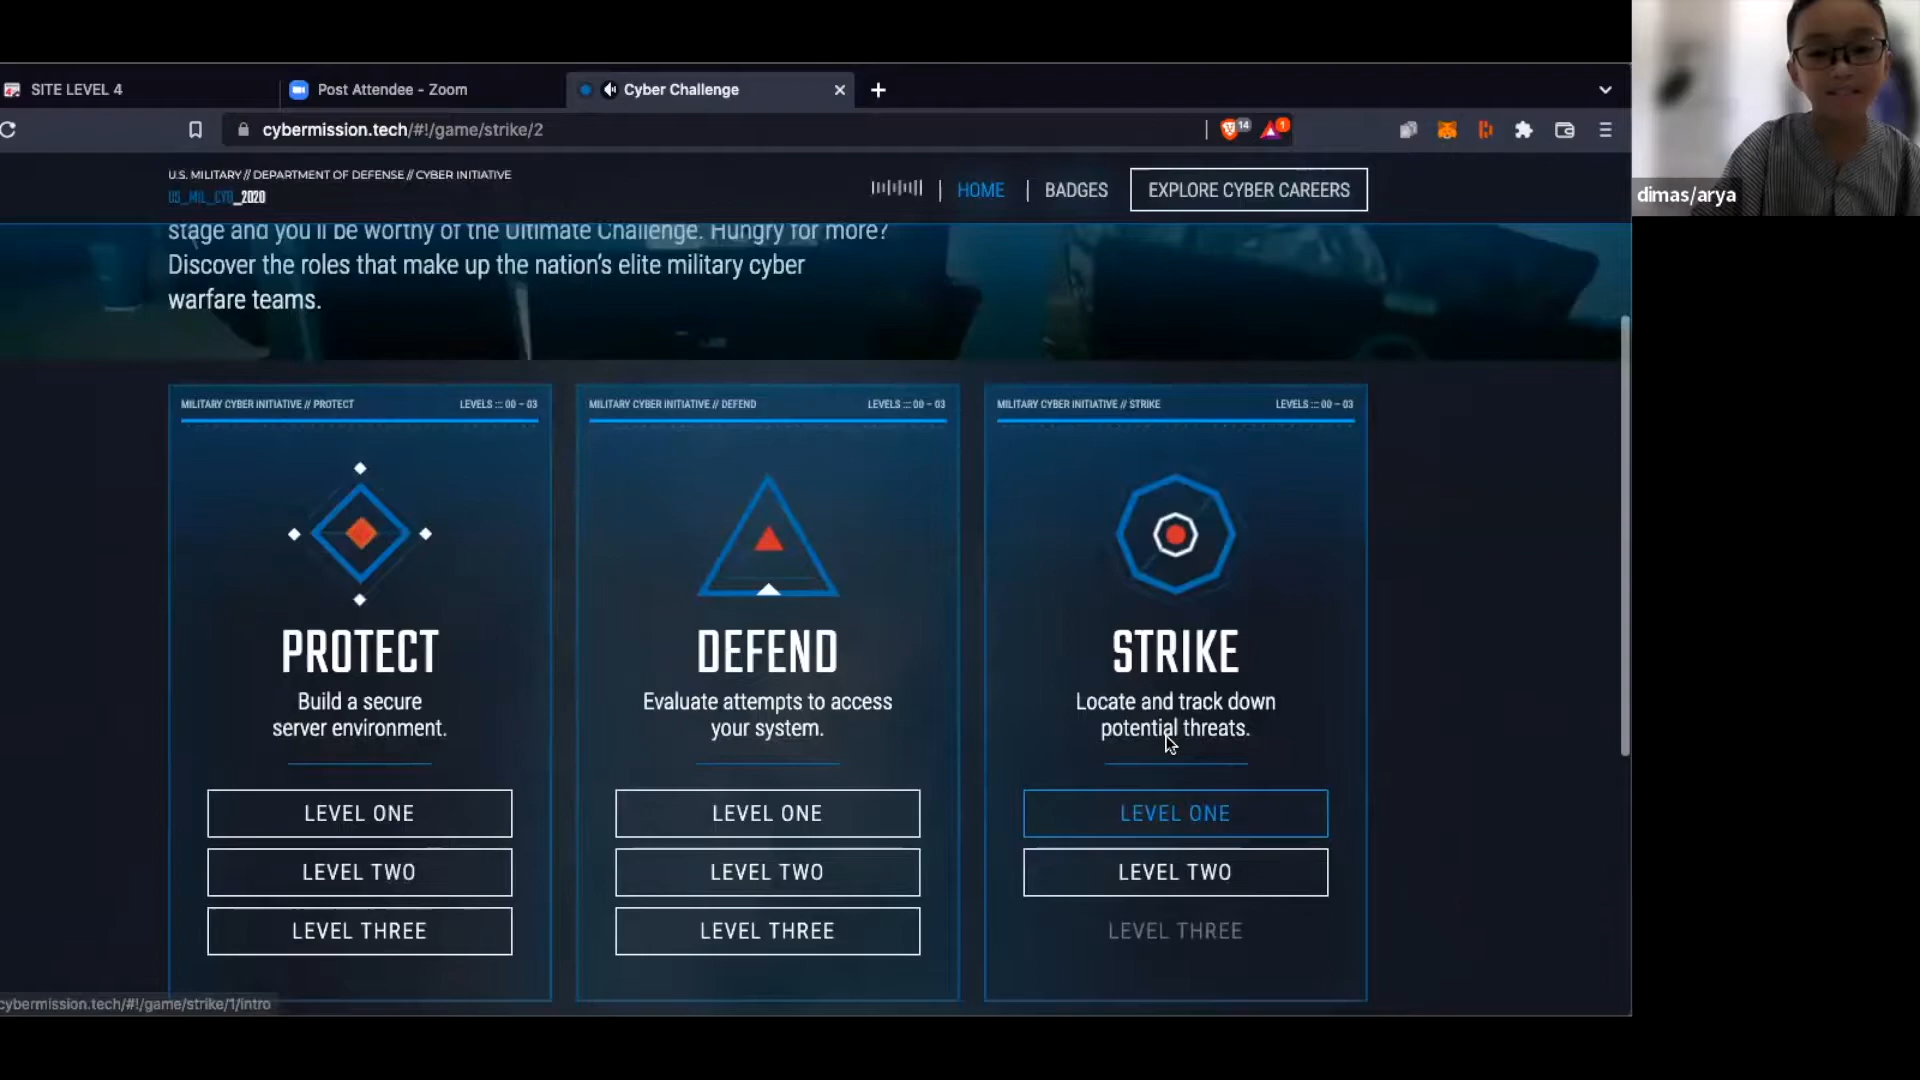 SITE LEVEL 4
Post Attendee - Zoom
Cyber Challenge
cybermission.tech/#!/game/strike/2
14
1
U.S. MILITARY // DEPARTMENT OF DEFENSE // CYBER INITIATIVE
US_MIL_CYB_2020
HOME
BADGES
EXPLORE CYBER CAREERS
dimas/arya
stage and you'll be worthy of the Ultimate Challenge. Hungry for more?
Discover the roles that make up the nation's elite military cyber
warfare teams.
MILITARY CYBER INITIATIVE // PROTECT
LEVELS ::: 00 – 03
PROTECT
Build a secure
server environment.
LEVEL ONE
LEVEL TWO
LEVEL THREE
MILITARY CYBER INITIATIVE // DEFEND
LEVELS ::: 00 – 03
DEFEND
Evaluate attempts to access
your system.
LEVEL ONE
LEVEL TWO
LEVEL THREE
MILITARY CYBER INITIATIVE // STRIKE
LEVELS ::: 00 – 03
STRIKE
Locate and track down
potential threats.
LEVEL ONE
LEVEL TWO
LEVEL THREE
cybermission.tech/#!/game/strike/1/intro